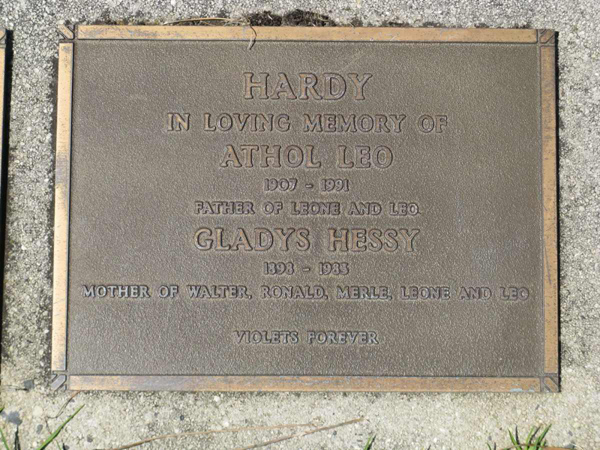 HARDY
IN LOVING MEMORY OF
ATHOL LEO
1907 - 1991
FATHER OF LEONE AND LEO
GLADYS HESSY
1898 - 1983
MOTHER OF WALTER, RONALD, MERLE, LEONE AND LEO
VIOLETS FOREVER